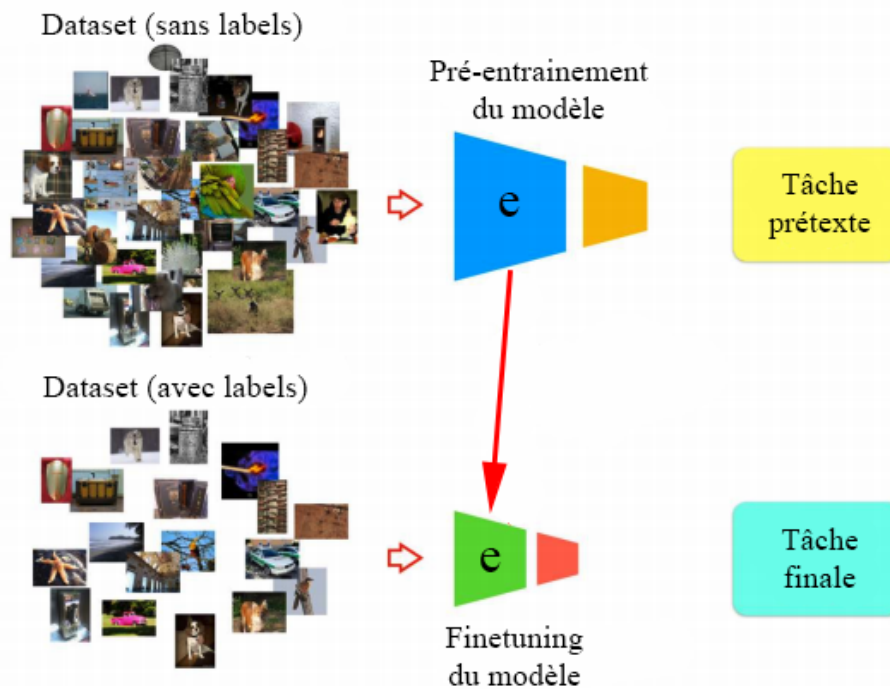 Dataset (sans labels)
Pré-entrainement
du modèle
e
Tâche
prétexte
Dataset (avec labels)
e
Tâche
finale
Finetuning
du modèle